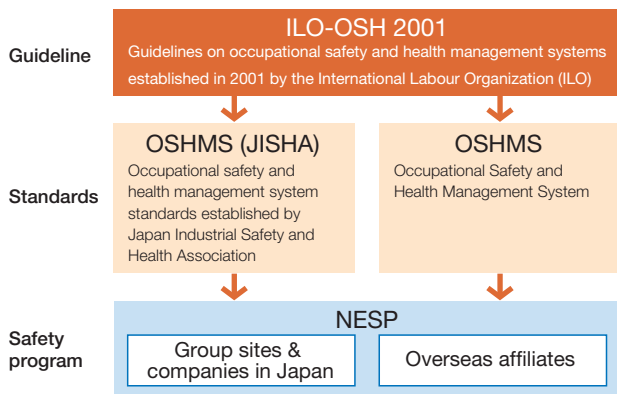 Guideline
ILO-OSH 2001
Guidelines on occupational safety and health management systems
established in 2001 by the International Labour Organization (ILO)
Standards
OSHMS (JISHA)
Occupational safety and
health management system
standards established by
Japan Industrial Safety and
Health Association
OSHMS
Occupational Safety and
Health Management System
Safety
program
NESP
Group sites &
companies in Japan
Overseas affiliates